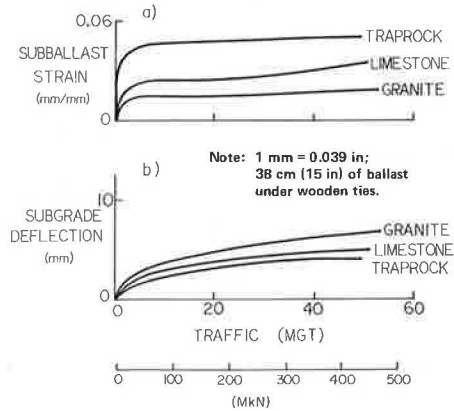 a)
0.06
SUBBALLAST
STRAIN
(mm/mm)
0
TRAPROCK
LIMESTONE
GRANITE
Note: 1 mm = 0.039 in;
38 cm (15 in) of ballast
under wooden ties.
b)
10
SUBGRADE
DEFLECTION
(mm)
0
GRANITE
LIMESTONE
TRAPROCK
0 20 40 60
TRAFFIC (MGT)
0 100 200 300 400 500
(MkN)